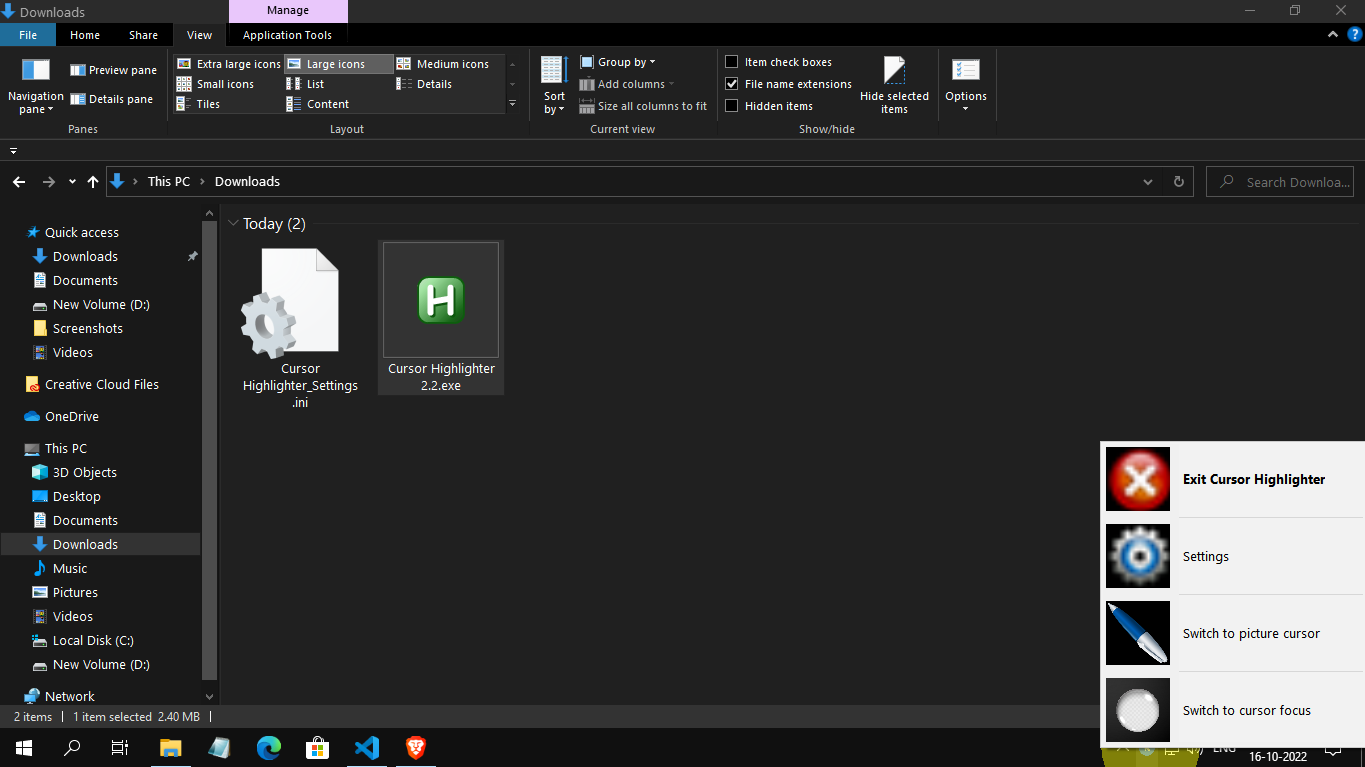 Downloads
Manage
File
Home
Share
View
Application Tools
Navigation
pane
Preview pane
Details pane
Panes
Extra large icons
Large icons
Medium icons
Small icons
List
Details
Tiles
Content
Layout
Sort
by
Group by
Add columns
Size all columns to fit
Current view
Item check boxes
File name extensions
Hidden items
Hide selected
items
Show/hide
Options
This PC
Downloads
Search Downloa...
Quick access
Downloads
Documents
New Volume (D:)
Screenshots
Videos
Creative Cloud Files
OneDrive
This PC
3D Objects
Desktop
Documents
Downloads
Music
Pictures
Videos
Local Disk (C:)
New Volume (D:)
Network
Today (2)
Cursor
Highlighter_Settings
.ini
H
Cursor Highlighter
2.2.exe
Exit Cursor Highlighter
Settings
Switch to picture cursor
Switch to cursor focus
2 items
1 item selected 2.40 MB
ENG
16-10-2022